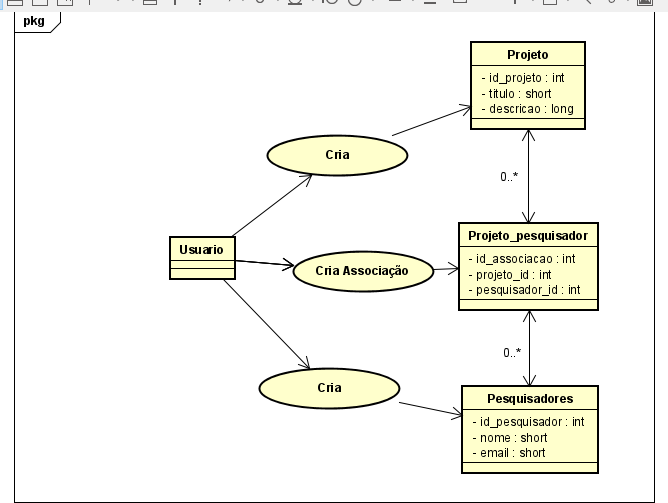 pkg
Projeto
- id_projeto : int
- titulo : short
- descricao : long
Cria
0..*
Usuario
Cria Associação
Projeto_pesquisador
- id_associacao : int
- projeto_id : int
- pesquisador_id : int
0..*
Cria
Pesquisadores
- id_pesquisador : int
- nome : short
- email : short